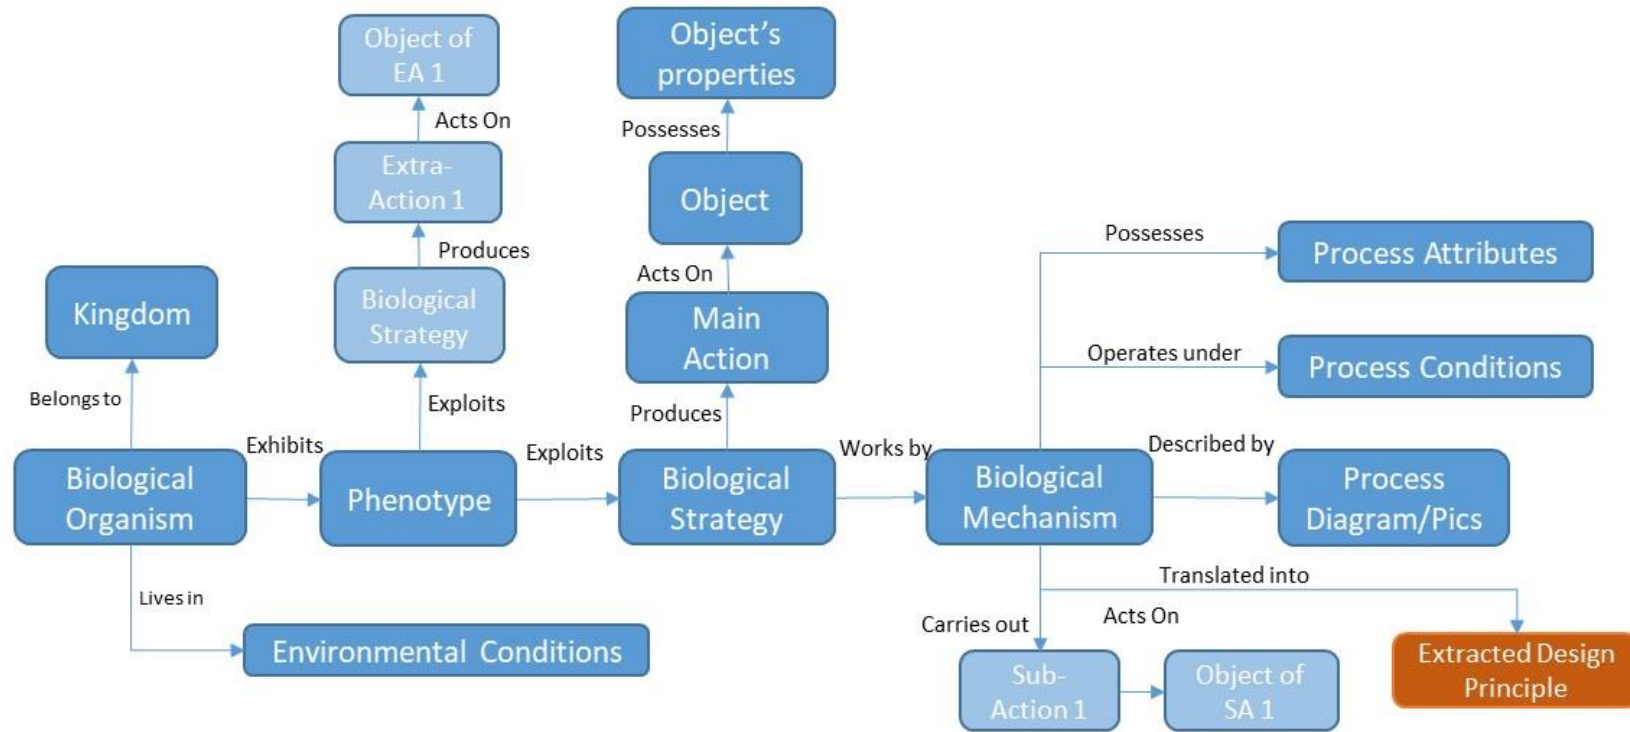 Object of
EA 1
Object's
properties
Acts On
Possesses
Extra-
Action 1
Object
Possesses
Process Attributes
Produces
Acts On
Kingdom
Biological
Strategy
Main
Action
Operates under
Process Conditions
Belongs to
Exploits
Produces
Exhibits
Exploits
Works by
Described by
Biological
Organism
Phenotype
Biological
Strategy
Biological
Mechanism
Process
Diagram/Pics
Translated into
Lives in
Carries out
Acts On
Environmental Conditions
Sub-
Action 1
Object of
SA 1
Extracted Design
Principle